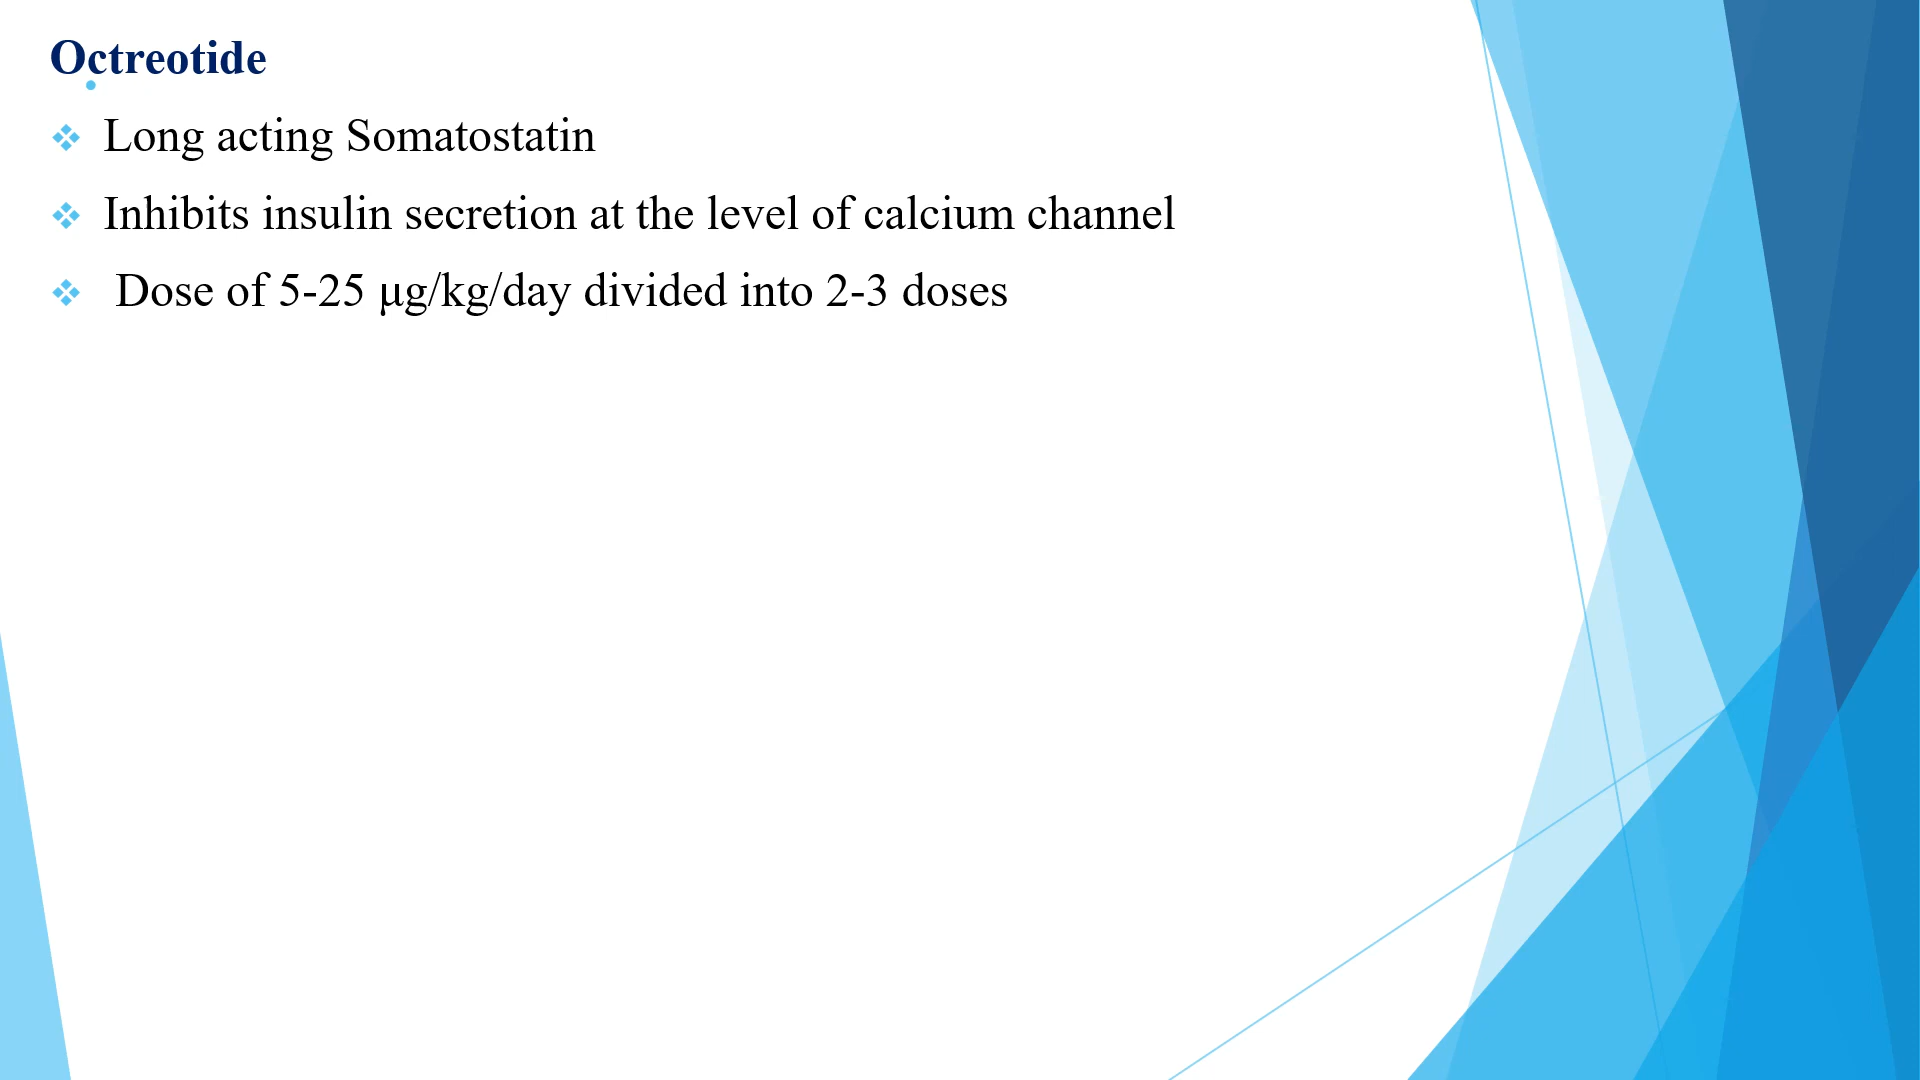 Octreotide
Long acting Somatostatin
Inhibits insulin secretion at the level of calcium channel
Dose of 5-25 μg/kg/day divided into 2-3 doses